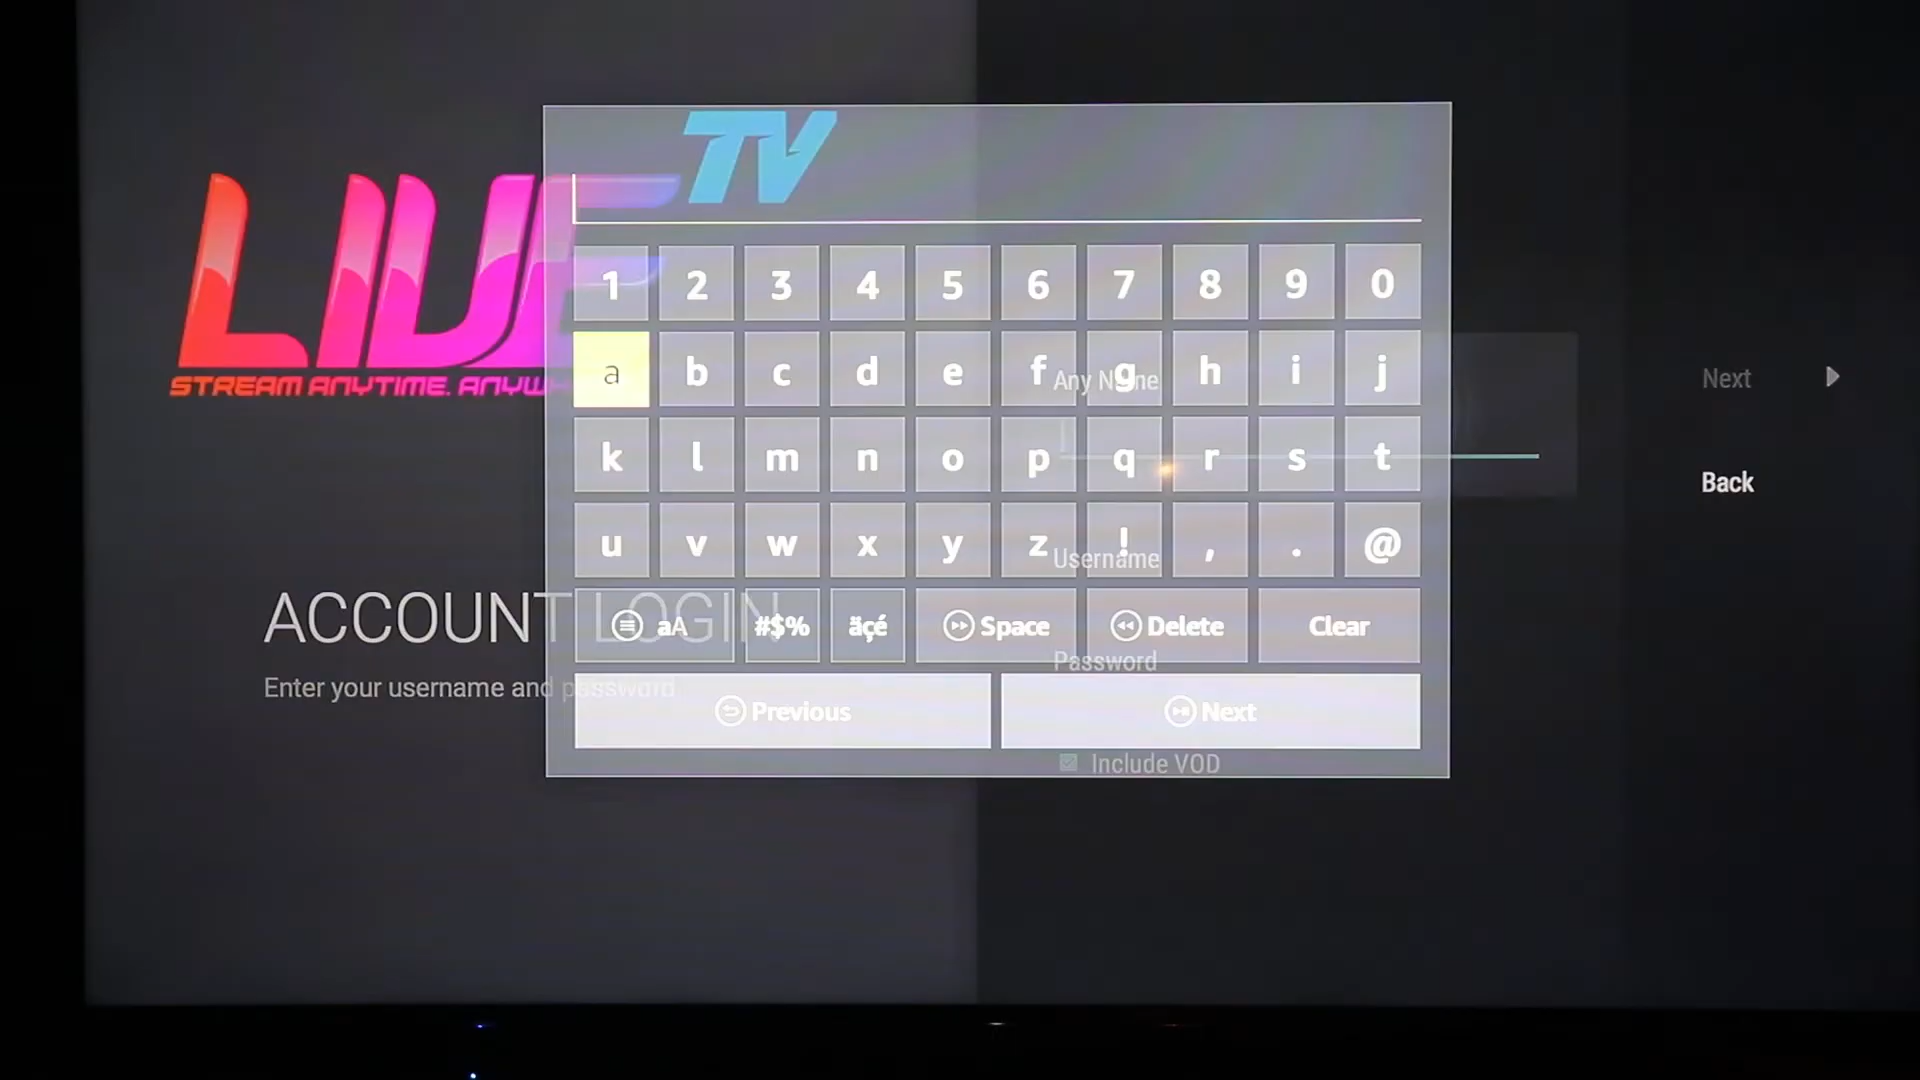 TV
LIVE
STREAM ANYTIME. ANYW
1 2 3 4 5 6 7 8 9 0
a b c d e f g h i j
Any Name
Next
k l m n o p q r s t
Back
u v w x y z ! , . @
Username
ACCOUNT LOGIN
aA #$% äçé Space Delete Clear
Password
Enter your username and password
Previous Next
Include VOD